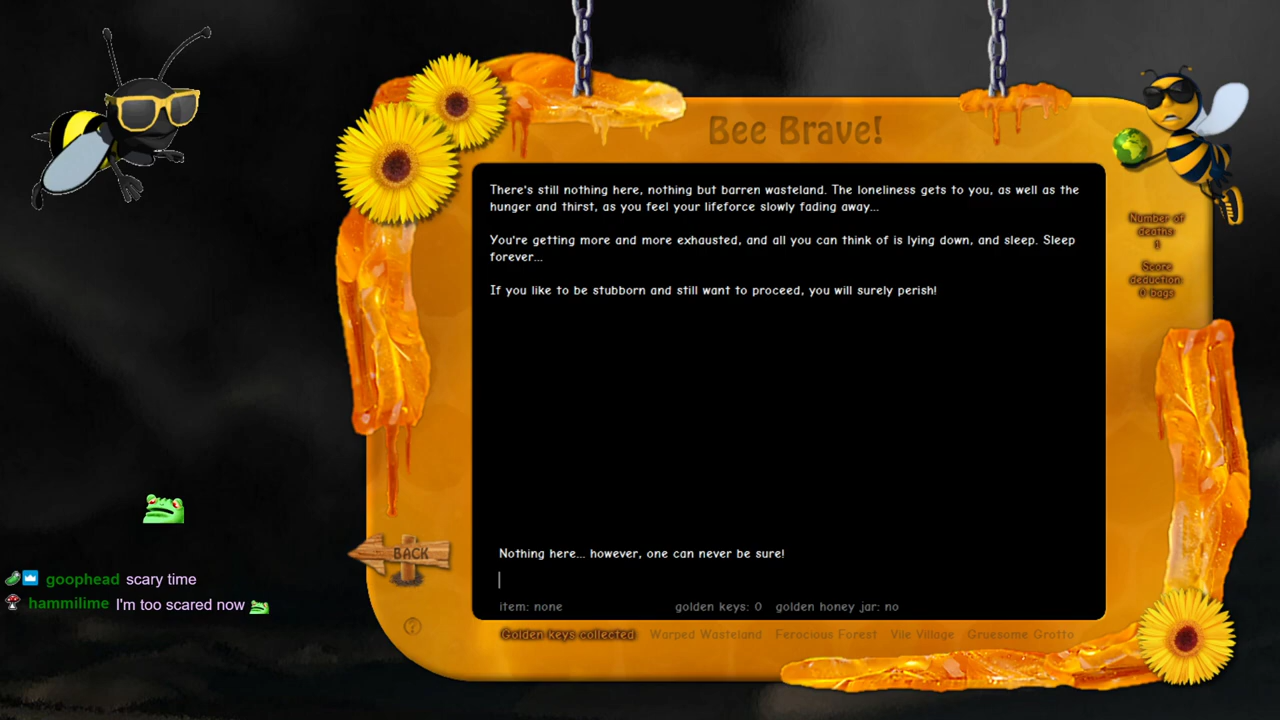 Bee Brave!
There's still nothing here, nothing but barren wasteland. The loneliness gets to you, as well as the
hunger and thirst, as you feel your lifeforce slowly fading away...
You're getting more and more exhausted, and all you can think of is lying down, and sleep. Sleep
forever...
If you like to be stubborn and still want to proceed, you will surely perish!
Number of
deaths:
1
Score
deduction:
0 bags
Nothing here... however, one can never be sure!
BACK
item: none golden keys: 0 golden honey jar: no
?
Golden keys collected Warped Wasteland Ferocious Forest Vile Village Gruesome Grotto
goophead scary time
hammilime I'm too scared now